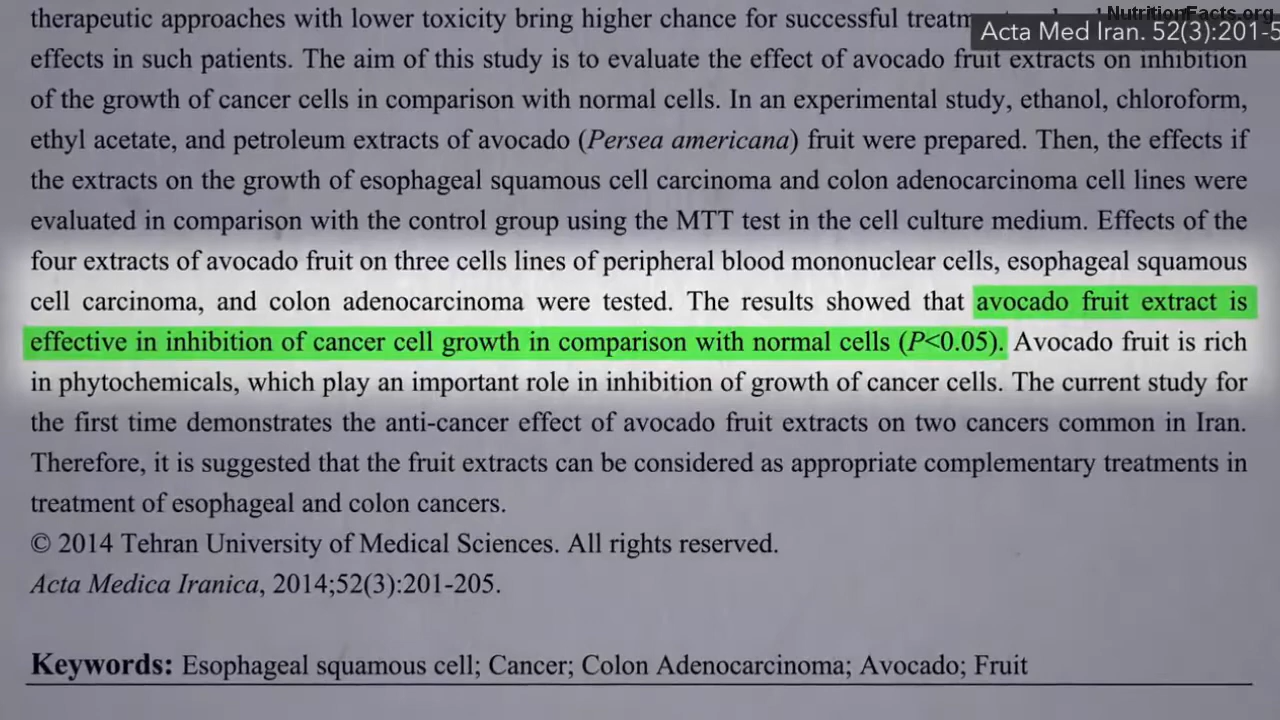 NutritionFacts.org
Acta Med Iran. 52(3):201-5
therapeutic approaches with lower toxicity bring higher chance for successful
effects in such patients. The aim of this study is to evaluate the effect of avocado fruit extracts on inhibition
of the growth of cancer cells in comparison with normal cells. In an experimental study, ethanol, chloroform,
ethyl acetate, and petroleum extracts of avocado (Persea americana) fruit were prepared. Then, the effects if
the extracts on the growth of esophageal squamous cell carcinoma and colon adenocarcinoma cell lines were
evaluated in comparison with the control group using the MTT test in the cell culture medium. Effects of the
four extracts of avocado fruit on three cells lines of peripheral blood mononuclear cells, esophageal squamous
cell carcinoma, and colon adenocarcinoma were tested. The results showed that avocado fruit extract is
effective in inhibition of cancer cell growth in comparison with normal cells (P<0.05). Avocado fruit is rich
in phytochemicals, which play an important role in inhibition of growth of cancer cells. The current study for
the first time demonstrates the anti-cancer effect of avocado fruit extracts on two cancers common in Iran.
Therefore, it is suggested that the fruit extracts can be considered as appropriate complementary treatments in
treatment of esophageal and colon cancers.
© 2014 Tehran University of Medical Sciences. All rights reserved.
Acta Medica Iranica, 2014;52(3):201-205.
Keywords: Esophageal squamous cell; Cancer; Colon Adenocarcinoma; Avocado; Fruit